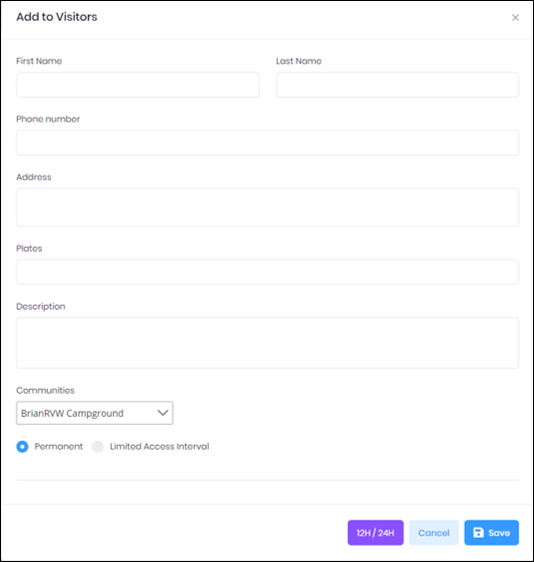 Add to Visitors
First Name
Last Name
Phone number
Address
Plates
Description
Communities
BrianRVW Campground
Permanent
Limited Access Interval
12H / 24H
Cancel
Save